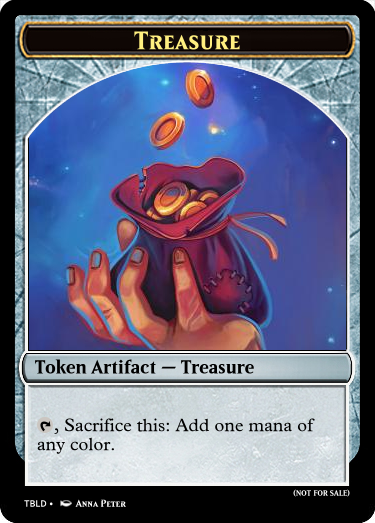 Treasure
Token Artifact — Treasure
, Sacrifice this: Add one mana of
any color.
(NOT FOR SALE)
TBLD • Anna Peter